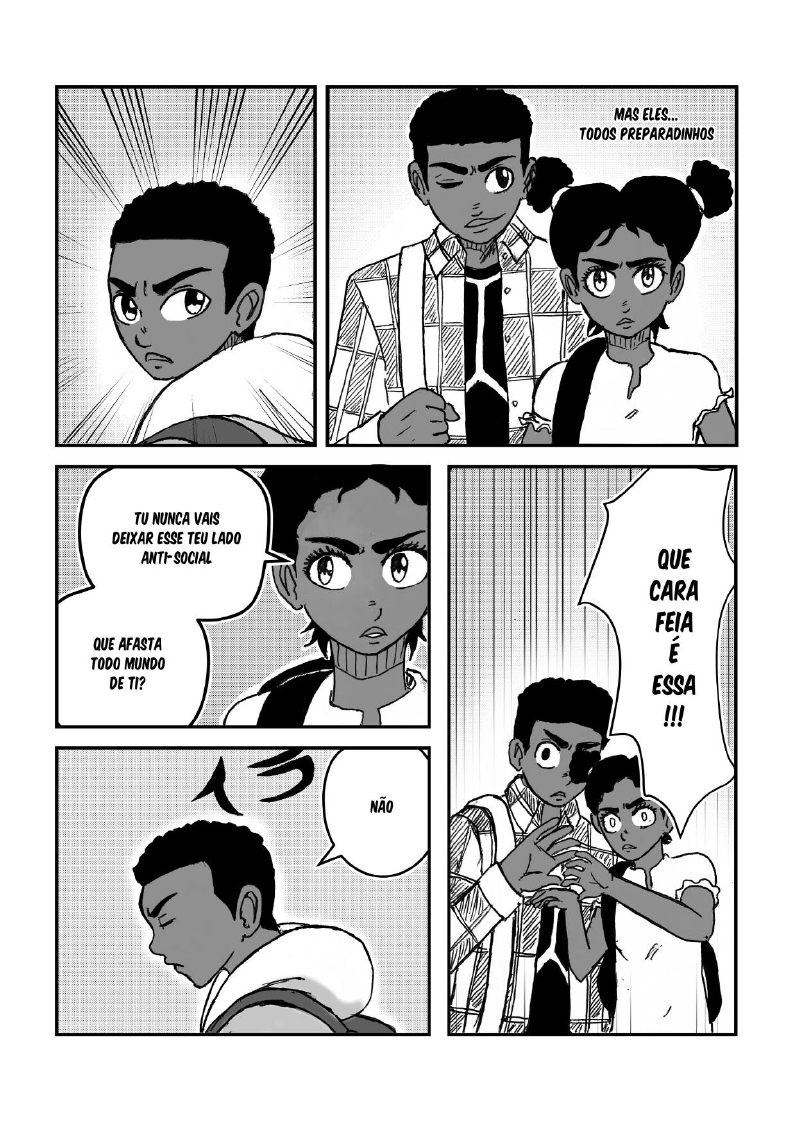 MAS ELES...
TODOS PREPARADINHOS
QUE
CARA
FEIA
É
ESSA
!!!
TU NUNCA VAIS
DEIXAR ESSE TEU LADO
ANTI-SOCIAL
QUE AFASTA
TODO MUNDO
DE TI?
イラ
NÃO